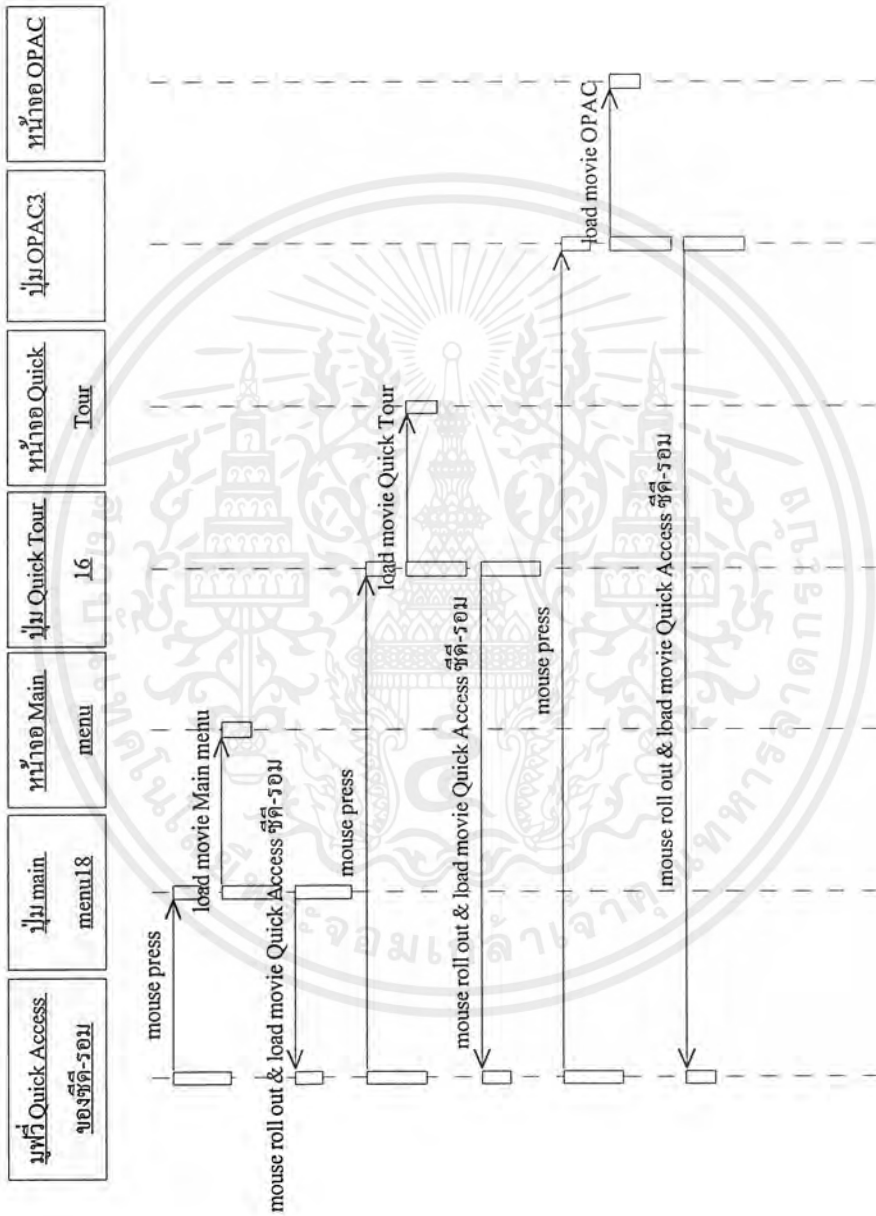 มูฟวี่ Quick Access
ของซีดี-รอม
ปุ่ม main
menu18
หน้าจอ Main
menu
ปุ่ม Quick Tour
16
หน้าจอ Quick
Tour
ปุ่ม OPAC3
หน้าจอ OPAC
mouse press
load movie Main menu
mouse roll out & load movie Quick Access ซีดี-รอม
mouse press
load movie Quick Tour
mouse roll out & load movie Quick Access ซีดี-รอม
mouse press
load movie OPAC
mouse roll out & load movie Quick Access ซีดี-รอม